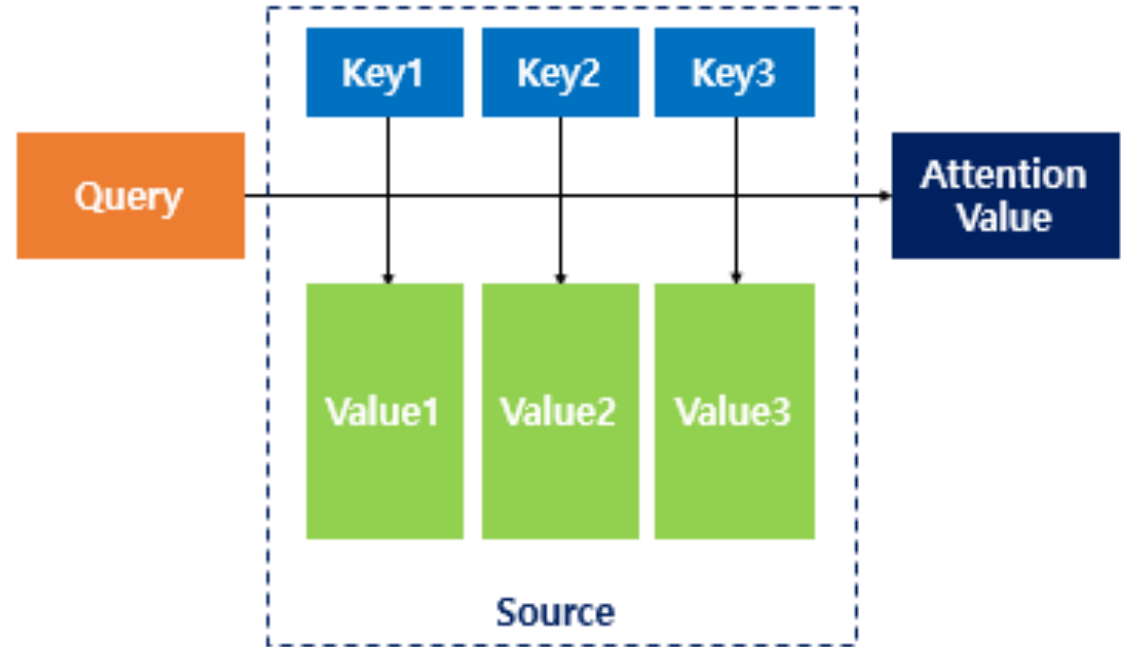 Key1
Key2
Key3
Query
Attention
Value
Value1
Value2
Value3
Source